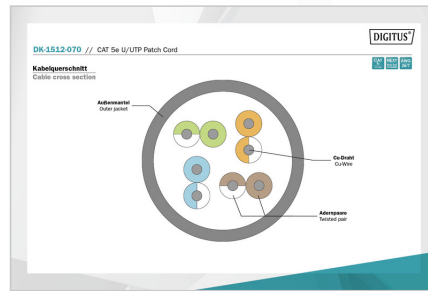 DIGITUS®
DK-1512-070 // CAT 5e U/UTP Patch Cord
Kabelquerschnitt
Cable cross section
Außenmantel
Outer jacket
Cu-Draht
Cu-Wire
Adernpaare
Twisted pair